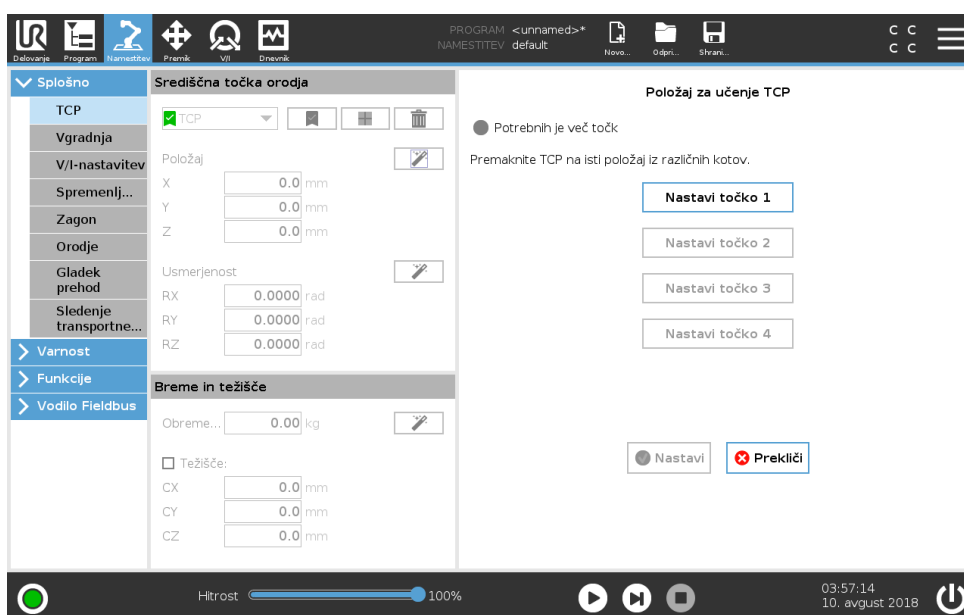 PROGRAM <unnamed>*
NAMESTITEV default
Delovanje Program Namestitev Premik V/I Dnevnik Novo... Odpri... Shrani...
C C
C C
Splošno
TCP
Vgradnja
V/I-nastavitev
Spremenlj...
Zagon
Orodje
Gladek
prehod
Sledenje
transportne...
Varnost
Funkcije
Vodilo Fieldbus
Središčna točka orodja
TCP
Položaj
X 0.0 mm
Y 0.0 mm
Z 0.0 mm
Usmerjenost
RX 0.0000 rad
RY 0.0000 rad
RZ 0.0000 rad
Breme in težišče
Obreme... 0.00 kg
Težišče:
CX 0.0 mm
CY 0.0 mm
CZ 0.0 mm
Položaj za učenje TCP
Potrebnih je več točk
Premaknite TCP na isti položaj iz različnih kotov.
Nastavi točko 1
Nastavi točko 2
Nastavi točko 3
Nastavi točko 4
Nastavi Prekliči
Hitrost 100%
03:57:14
10. avgust 2018